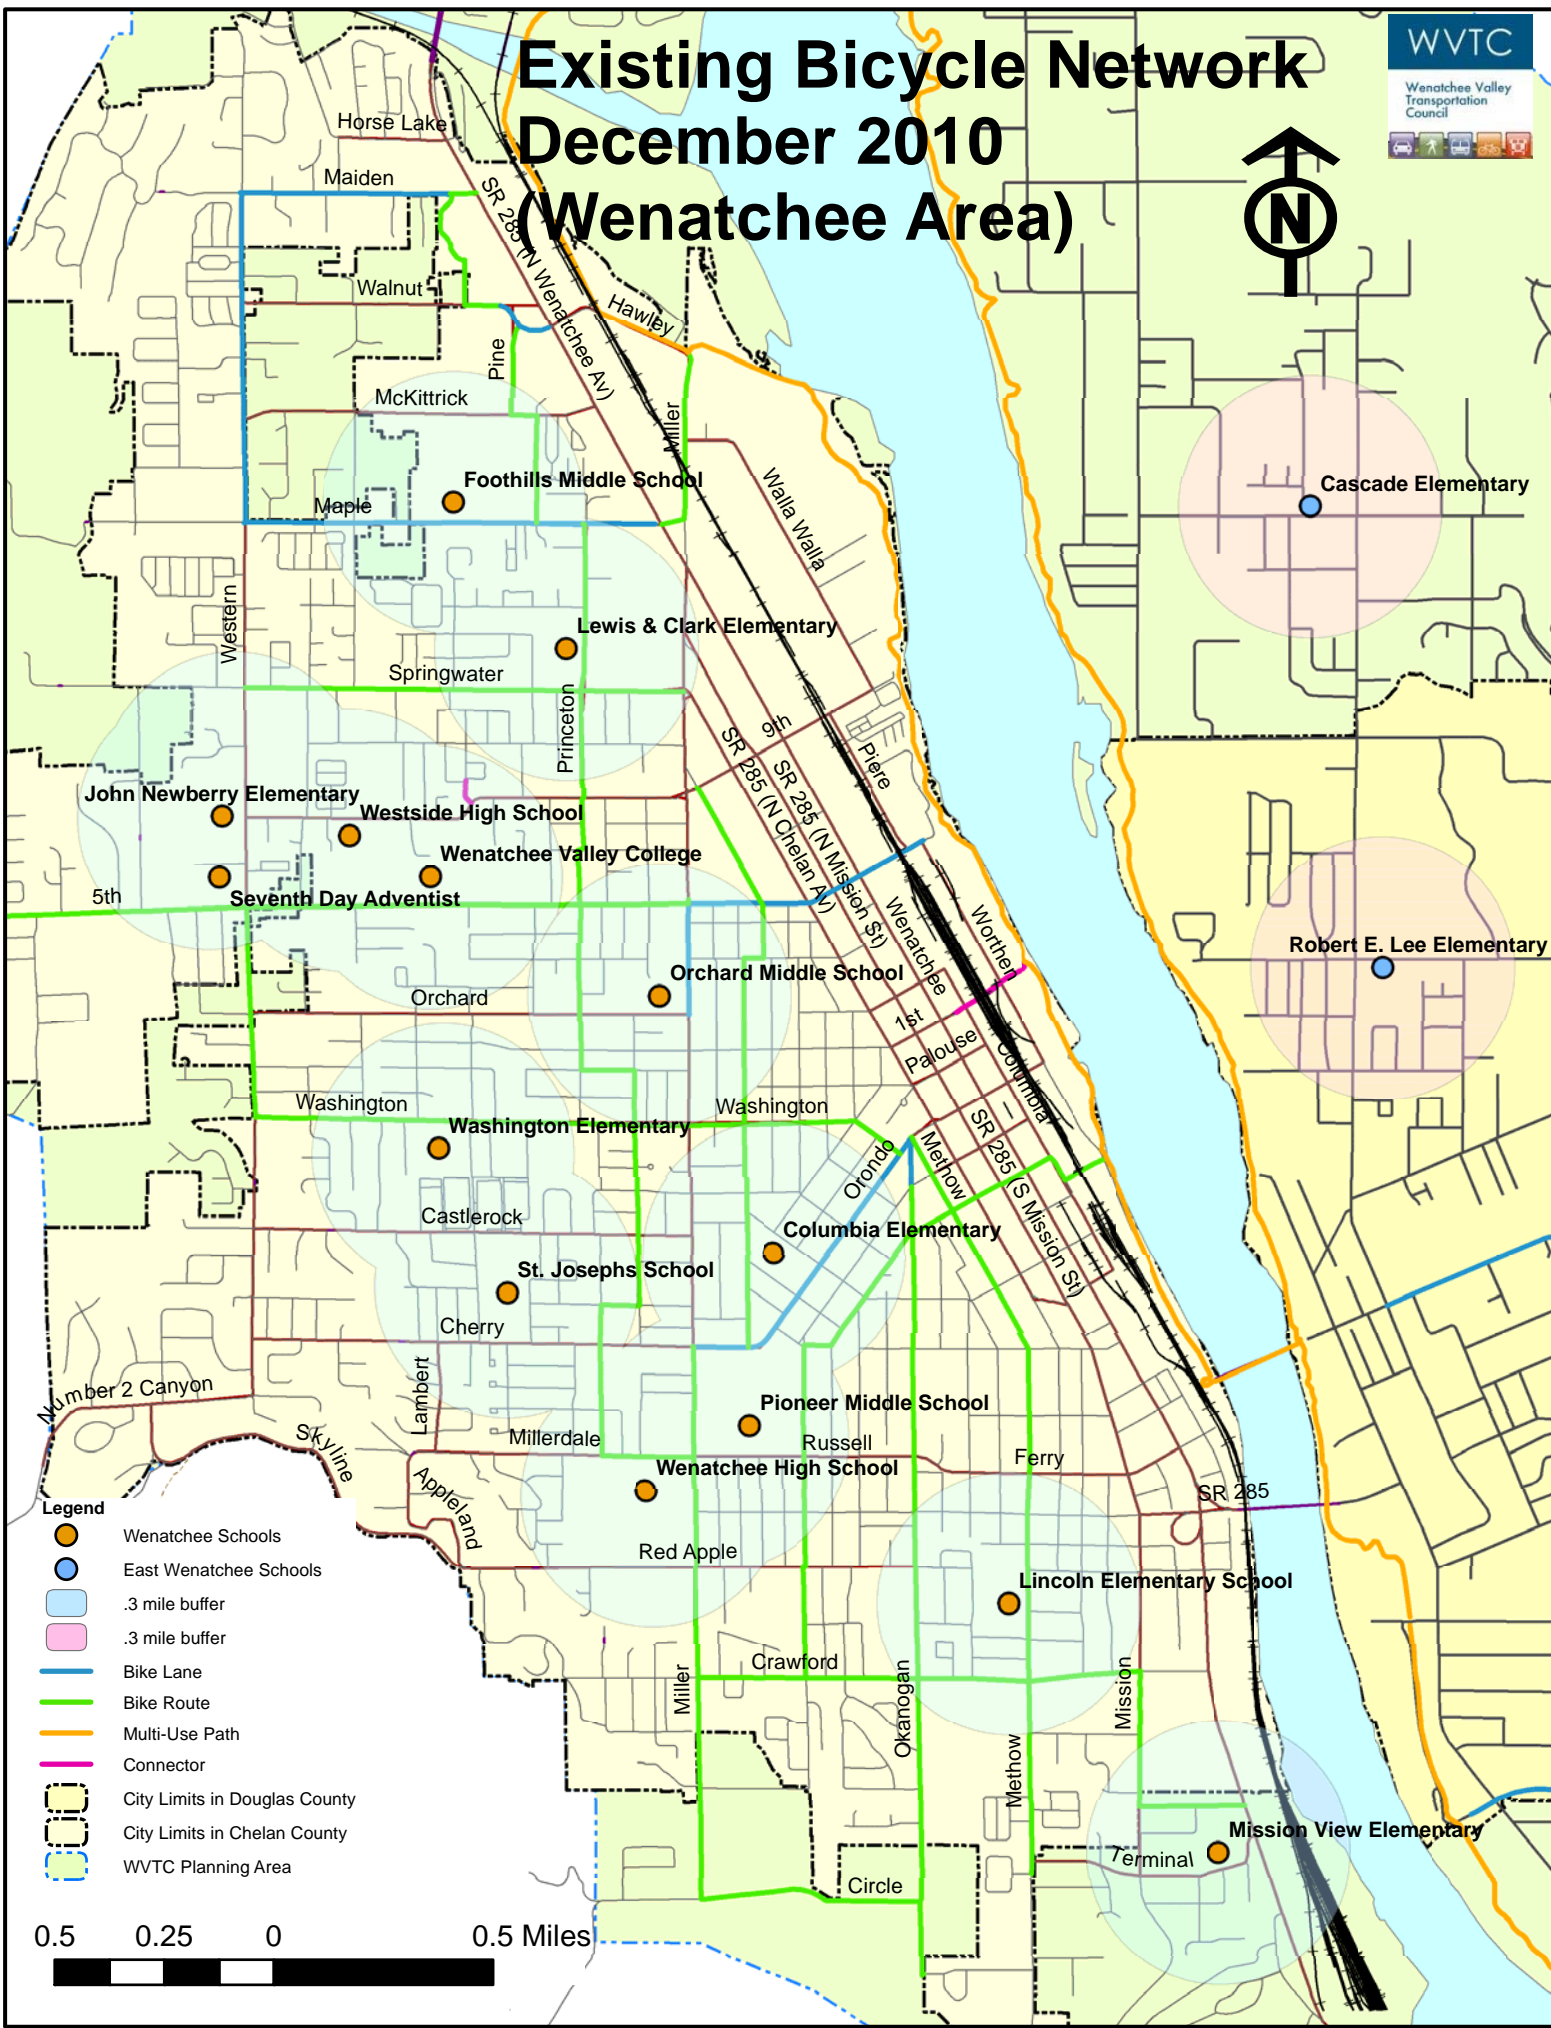 Existing Bicycle Network
December 2010
(Wenatchee Area)
WVTC
Wenatchee Valley
Transportation
Council
N
Horse Lake
Maiden
SR 285 (N Wenatchee Av)
Walnut
Hawley
Pine
McKittrick
Miller
Foothills Middle School
Maple
Walla Walla
Cascade Elementary
Western
Lewis & Clark Elementary
Springwater
Princeton
9th
SR 285 (N Chelan Av)
SR 285 (N Mission St)
Piere
John Newberry Elementary
Westside High School
Wenatchee Valley College
5th
Seventh Day Adventist
Wenatchee
Worthen
Robert E. Lee Elementary
Orchard Middle School
Orchard
1st
Palouse
Columbia
Washington
Washington
Washington Elementary
Orondo
Methow
SR 285 (S Mission St)
Castlerock
Columbia Elementary
St. Josephs School
Cherry
Number 2 Canyon
Lambert
Pioneer Middle School
Skyline
Millerdale
Russell
Ferry
Wenatchee High School
Appleland
SR 285
Red Apple
Lincoln Elementary School
Crawford
Miller
Okanogan
Mission
Methow
Mission View Elementary
Terminal
Circle
Legend
Wenatchee Schools
East Wenatchee Schools
.3 mile buffer
.3 mile buffer
Bike Lane
Bike Route
Multi-Use Path
Connector
City Limits in Douglas County
City Limits in Chelan County
WVTC Planning Area
0.5 0.25 0 0.5 Miles